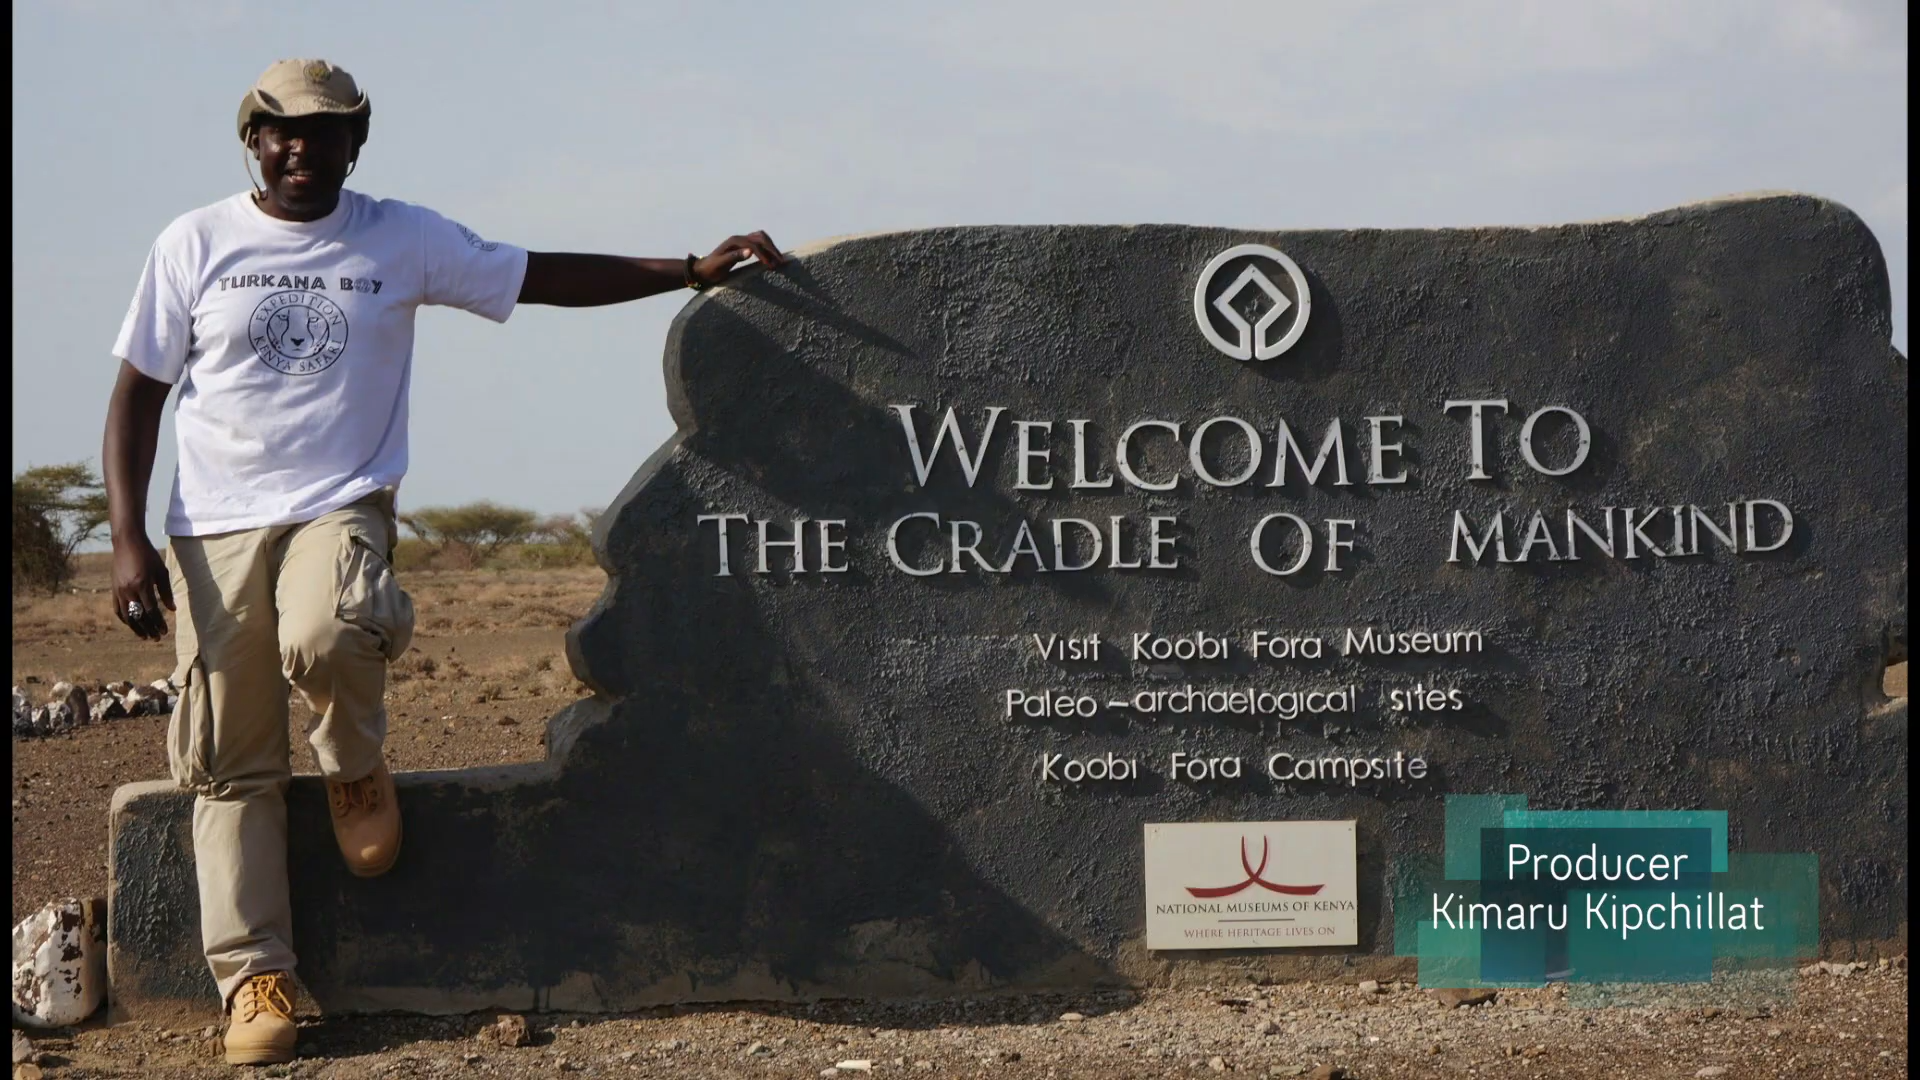 TURKANA BOY
EXPEDITION
KENYA SAFARI
WELCOME TO
THE CRADLE OF MANKIND
Visit Koobi Fora Museum
Paleo-archaelogical sites
Koobi Fora Campsite
NATIONAL MUSEUMS OF KENYA
WHERE HERITAGE LIVES ON
Producer
Kimaru Kipchillat